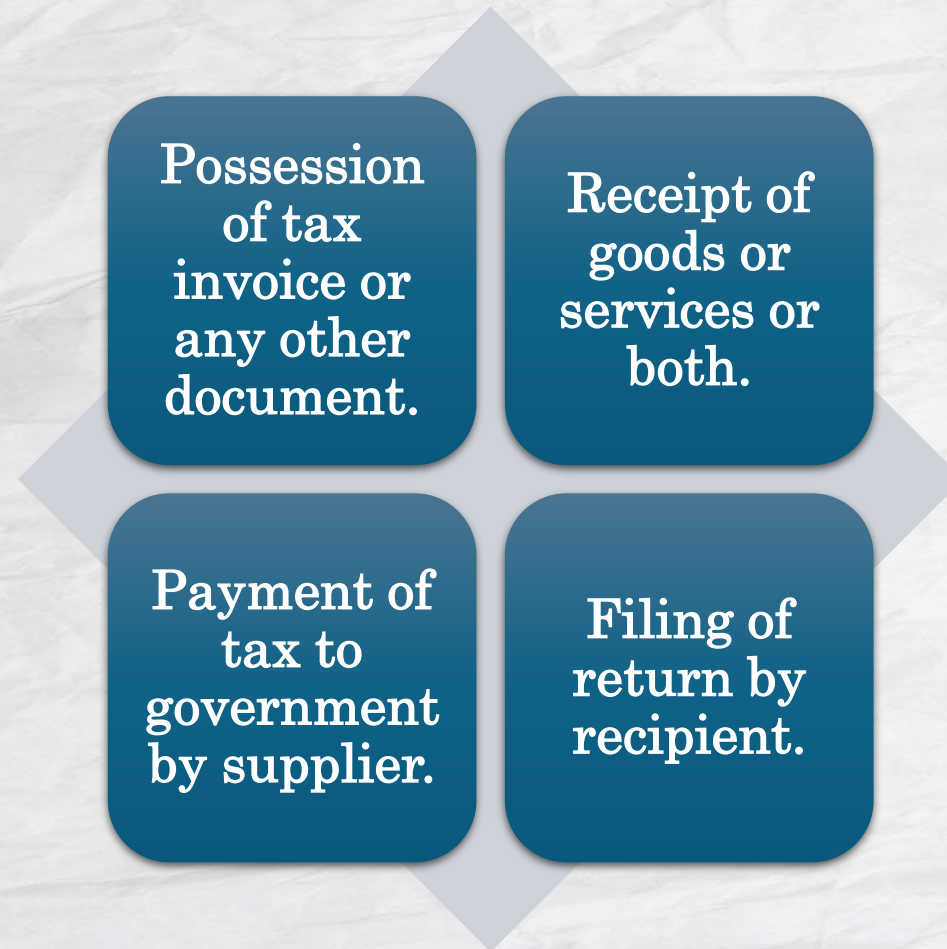 Possession
of tax
invoice or
any other
document.
Receipt of
goods or
services or
both.
Payment of
tax to
government
by supplier.
Filing of
return by
recipient.